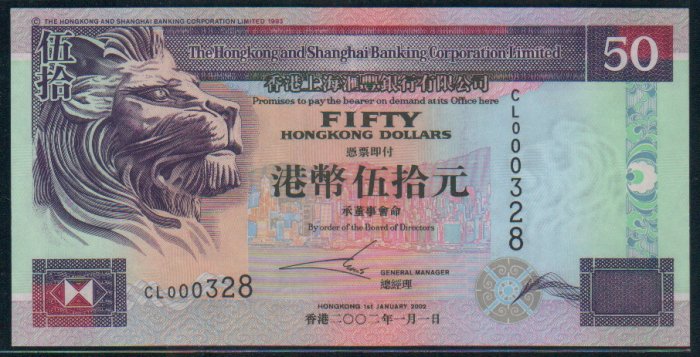 © THE HONGKONG AND SHANGHAI BANKING CORPORATION LIMITED 1993
伍拾
The Hongkong and Shanghai Banking Corporation Limited
50
香港上海汇豐銀行有限公司
Promises to pay the bearer on demand at its Office here
FIFTY
HONGKONG DOLLARS
CL000328
憑票即付
港幣伍拾元
承董事會命
By order of the Board of Directors
GENERAL MANAGER
總經理
CL000328
HONGKONG 1st JANUARY 2002
香港二〇〇二年一月一日